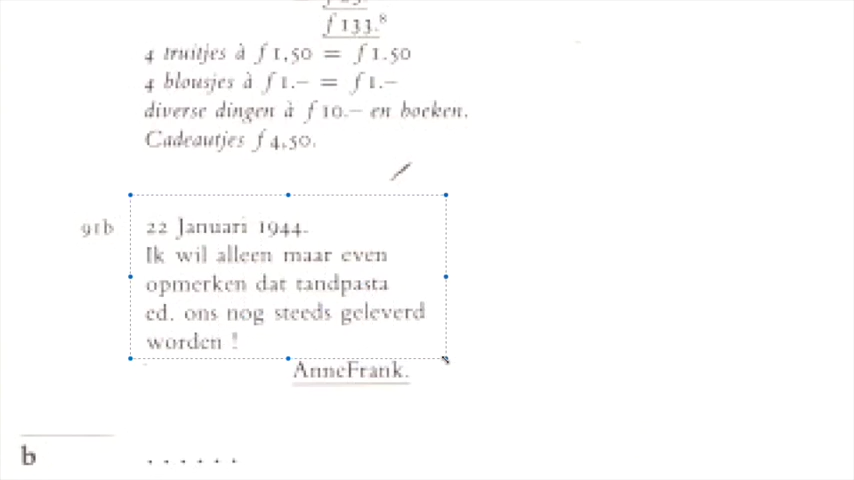 f 133.⁸
4 truitjes à f 1,50 = f 1.50
4 blousjes à f 1.– = f 1.–
diverse dingen à f 10.– en boeken.
Cadeautjes f 4,50.
91b 22 Januari 1944.
Ik wil alleen maar even
opmerken dat tandpasta
ed. ons nog steeds geleverd
worden !
AnneFrank.
b ......